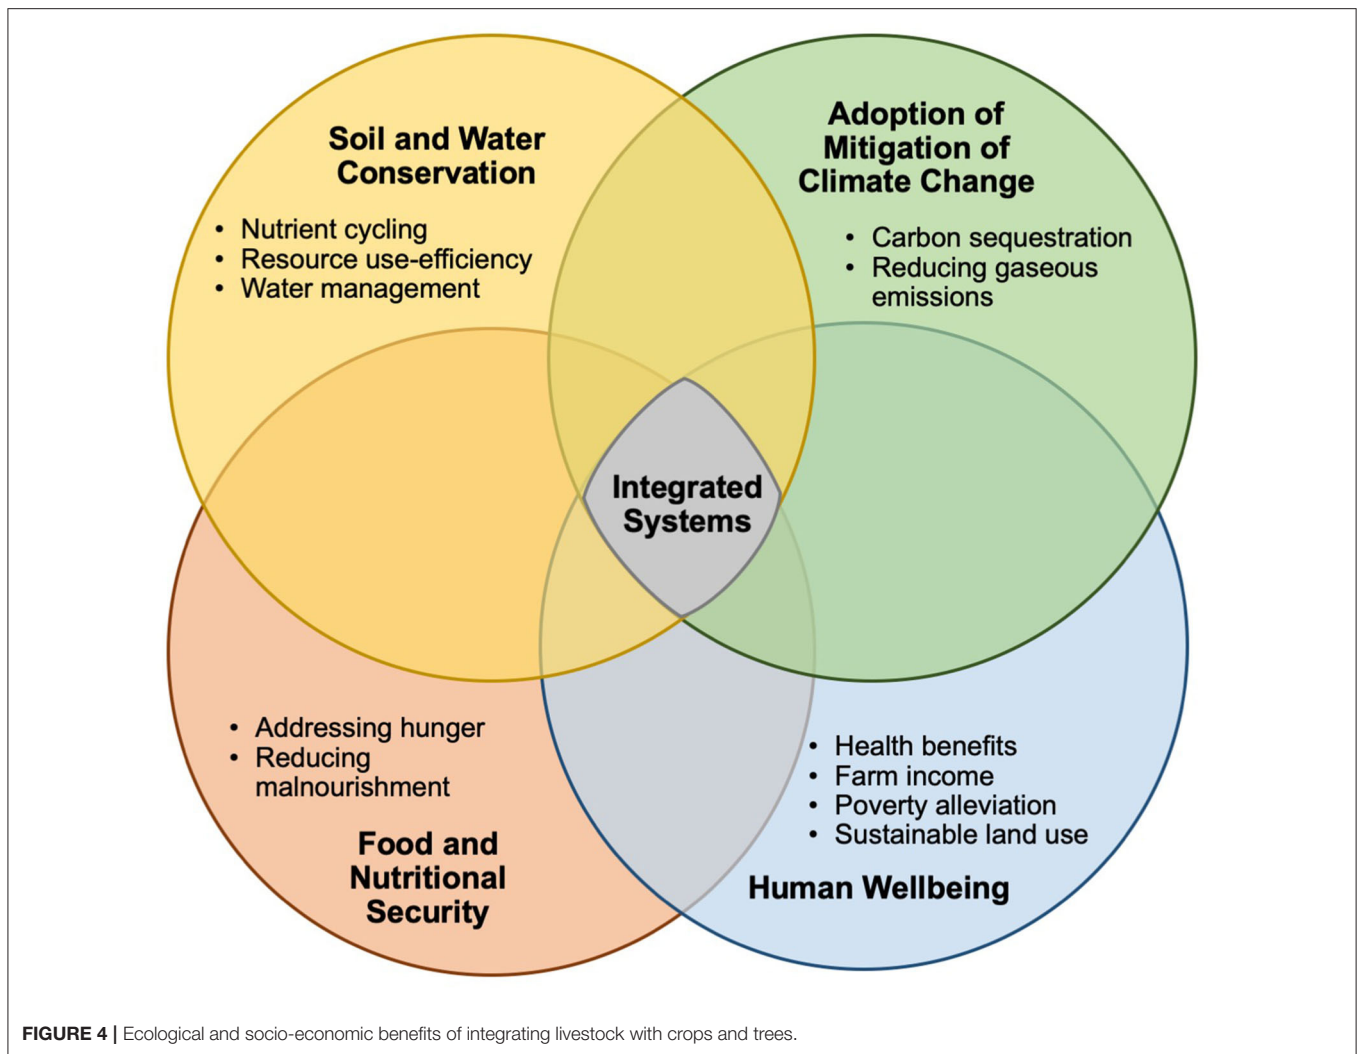 Soil and Water
Conservation
• Nutrient cycling
• Resource use-efficiency
• Water management
Adoption of
Mitigation of
Climate Change
• Carbon sequestration
• Reducing gaseous
emissions
Integrated
Systems
• Addressing hunger
• Reducing
malnourishment
Food and
Nutritional
Security
• Health benefits
• Farm income
• Poverty alleviation
• Sustainable land use
Human Wellbeing
FIGURE 4 | Ecological and socio-economic benefits of integrating livestock with crops and trees.